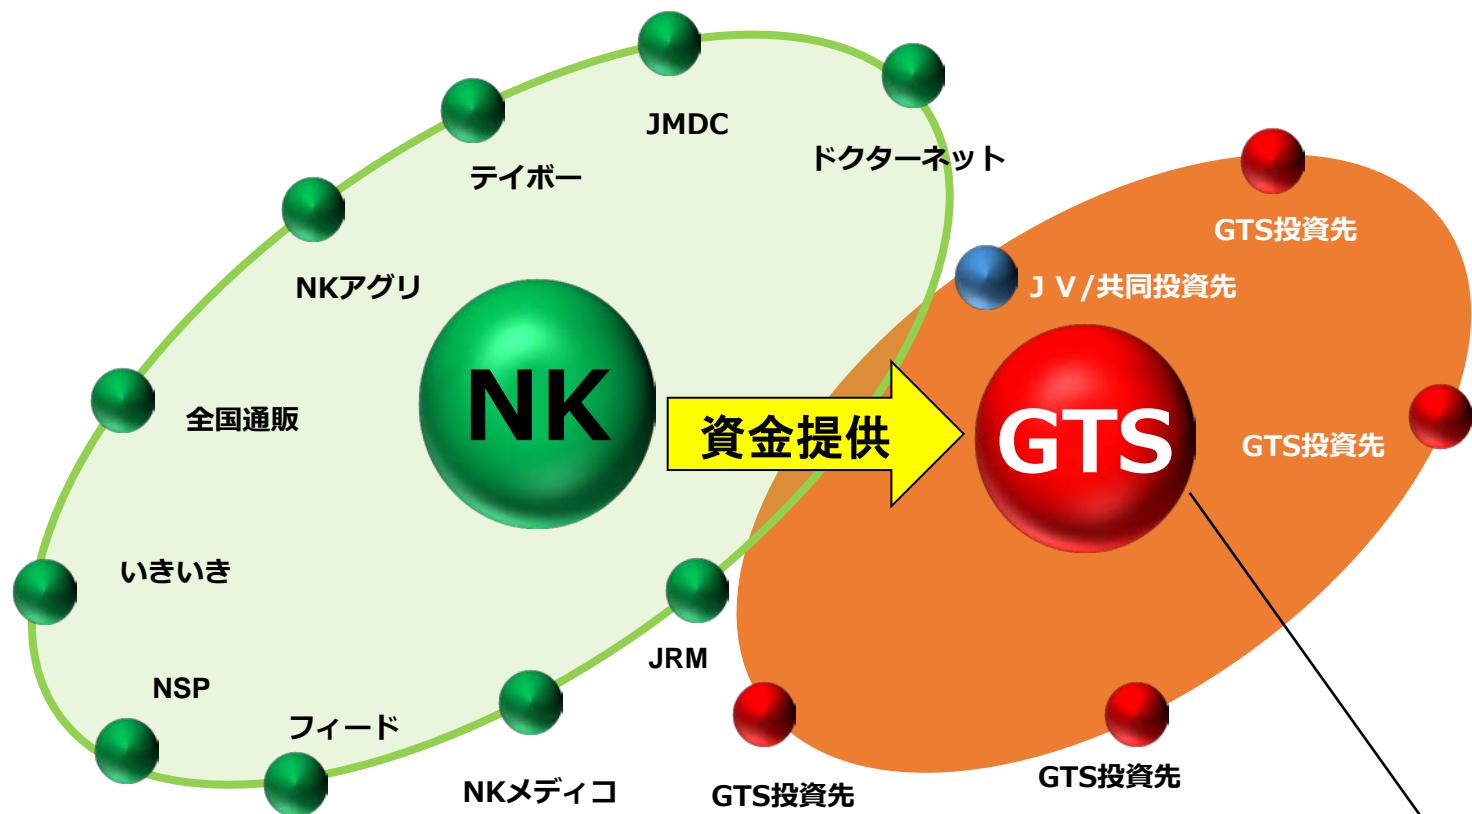 JMDC
ドクターネット
テイボー
GTS投資先
NKアグリ
ＪＶ/共同投資先
NK
全国通販
資金提供
GTS
GTS投資先
いきいき
JRM
NSP
フィード
NKメディコ
GTS投資先
GTS投資先